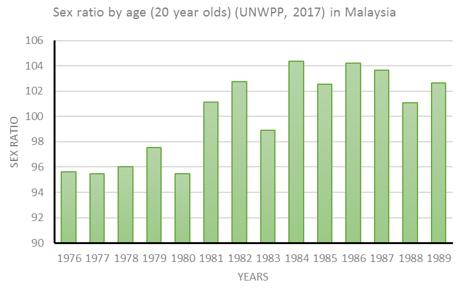 Sex ratio by age (20 year olds) (UNWPP, 2017) in Malaysia
106
104
102
100
98
96
94
92
90
SEX RATIO
1976 1977 1978 1979 1980 1981 1982 1983 1984 1985 1986 1987 1988 1989
YEARS